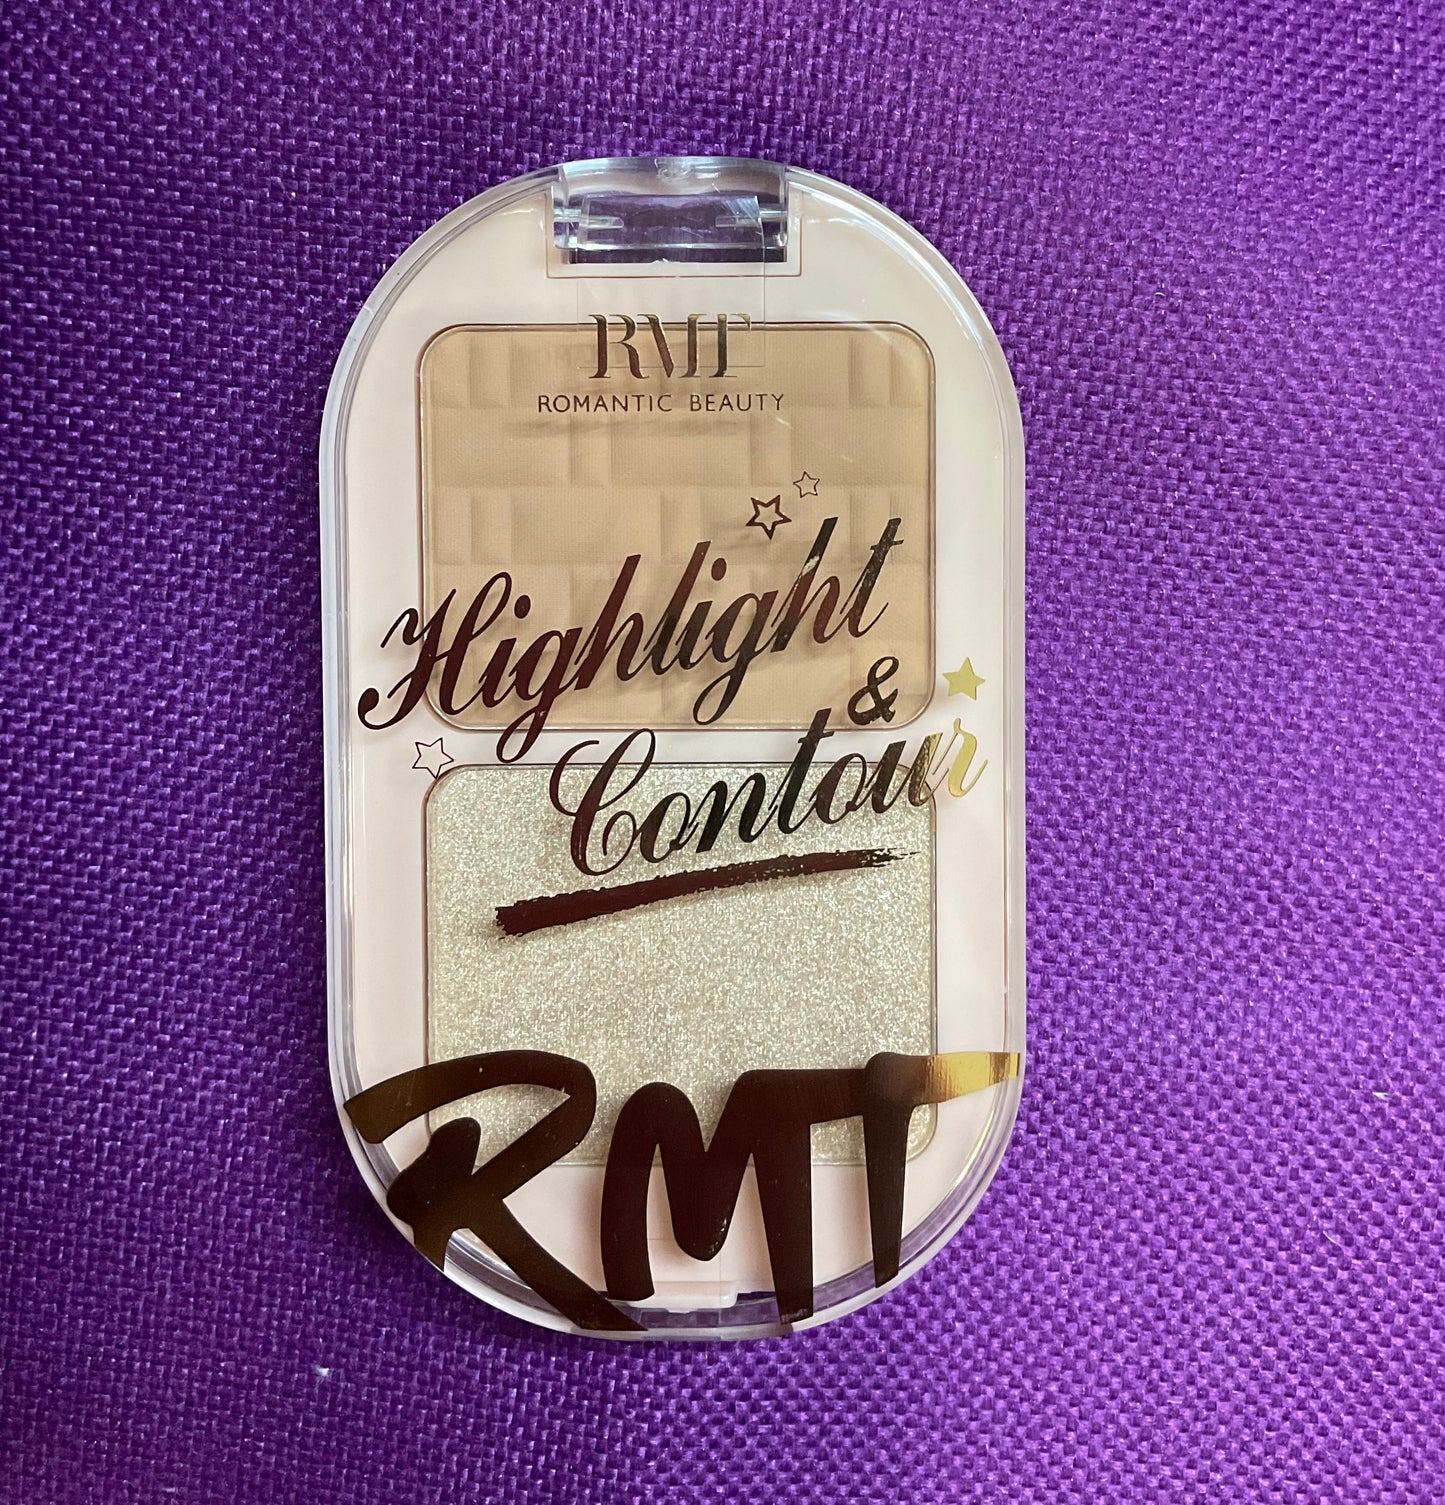 RMT
ROMANTIC BEAUTY
Highlight
&
Contour
RMT